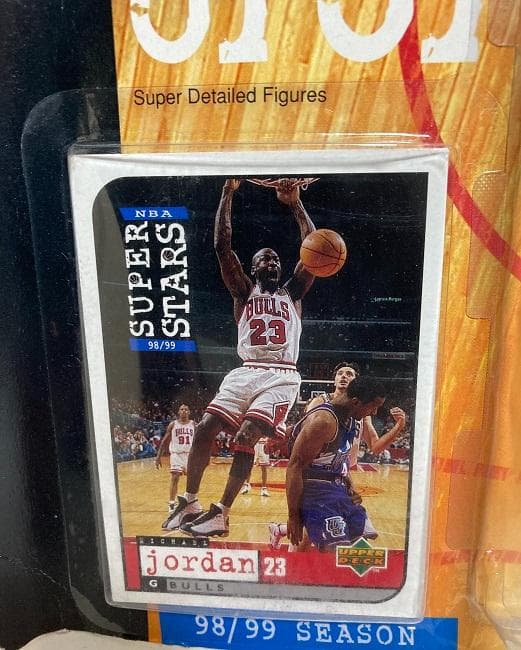 Super Detailed Figures
NBA
SUPER
STARS
98/99
BULLS
23
BULLS
91
MICHAEL
jordan 23
G BULLS
UPPER
DECK
98/99 SEASON